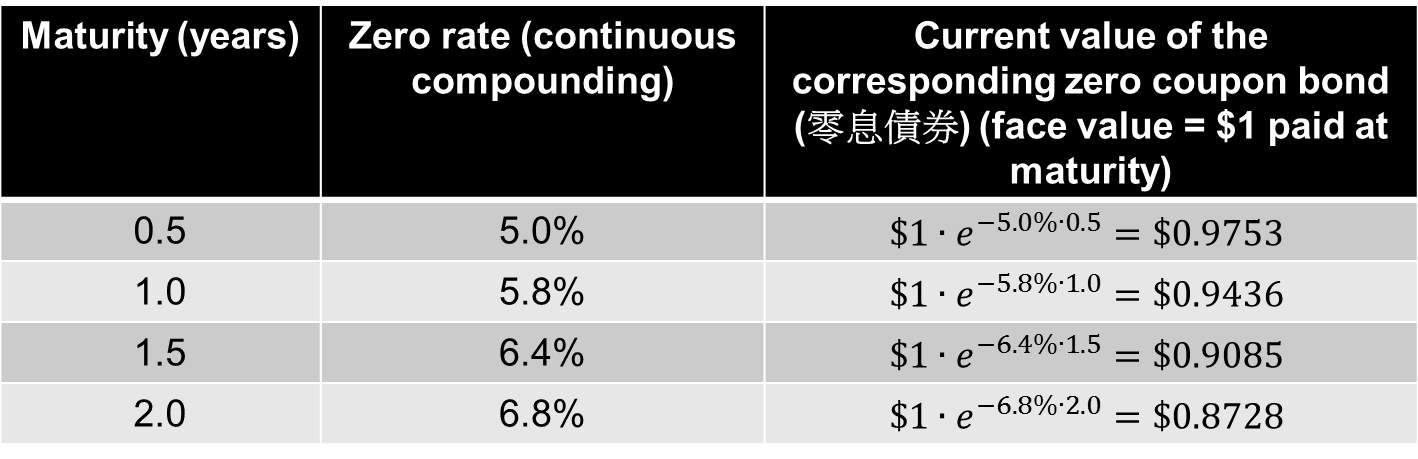 Maturity (years) Zero rate (continuous compounding) Current value of the corresponding zero coupon bond (零息債券) (face value = $1 paid at maturity)
0.5 5.0% $1 · e^{−5.0%·0.5} = $0.9753
1.0 5.8% $1 · e^{−5.8%·1.0} = $0.9436
1.5 6.4% $1 · e^{−6.4%·1.5} = $0.9085
2.0 6.8% $1 · e^{−6.8%·2.0} = $0.8728